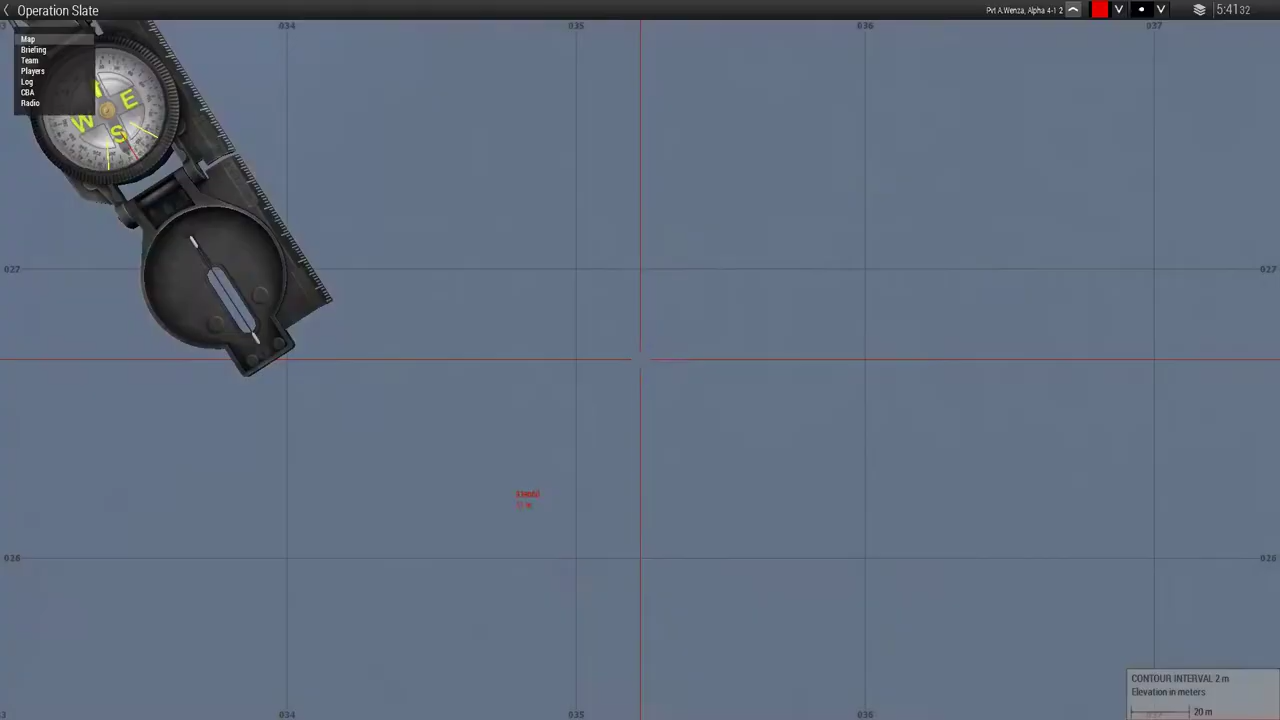 Operation Slate
Pvt A.Wenza, Alpha 4-1 2
5:41 32
Map
Briefing
Team
Players
Log
CBA
Radio
034
035
036
037
E
W
S
027
027
026
026
034
035
036
CONTOUR INTERVAL 2 m
Elevation in meters
20 m